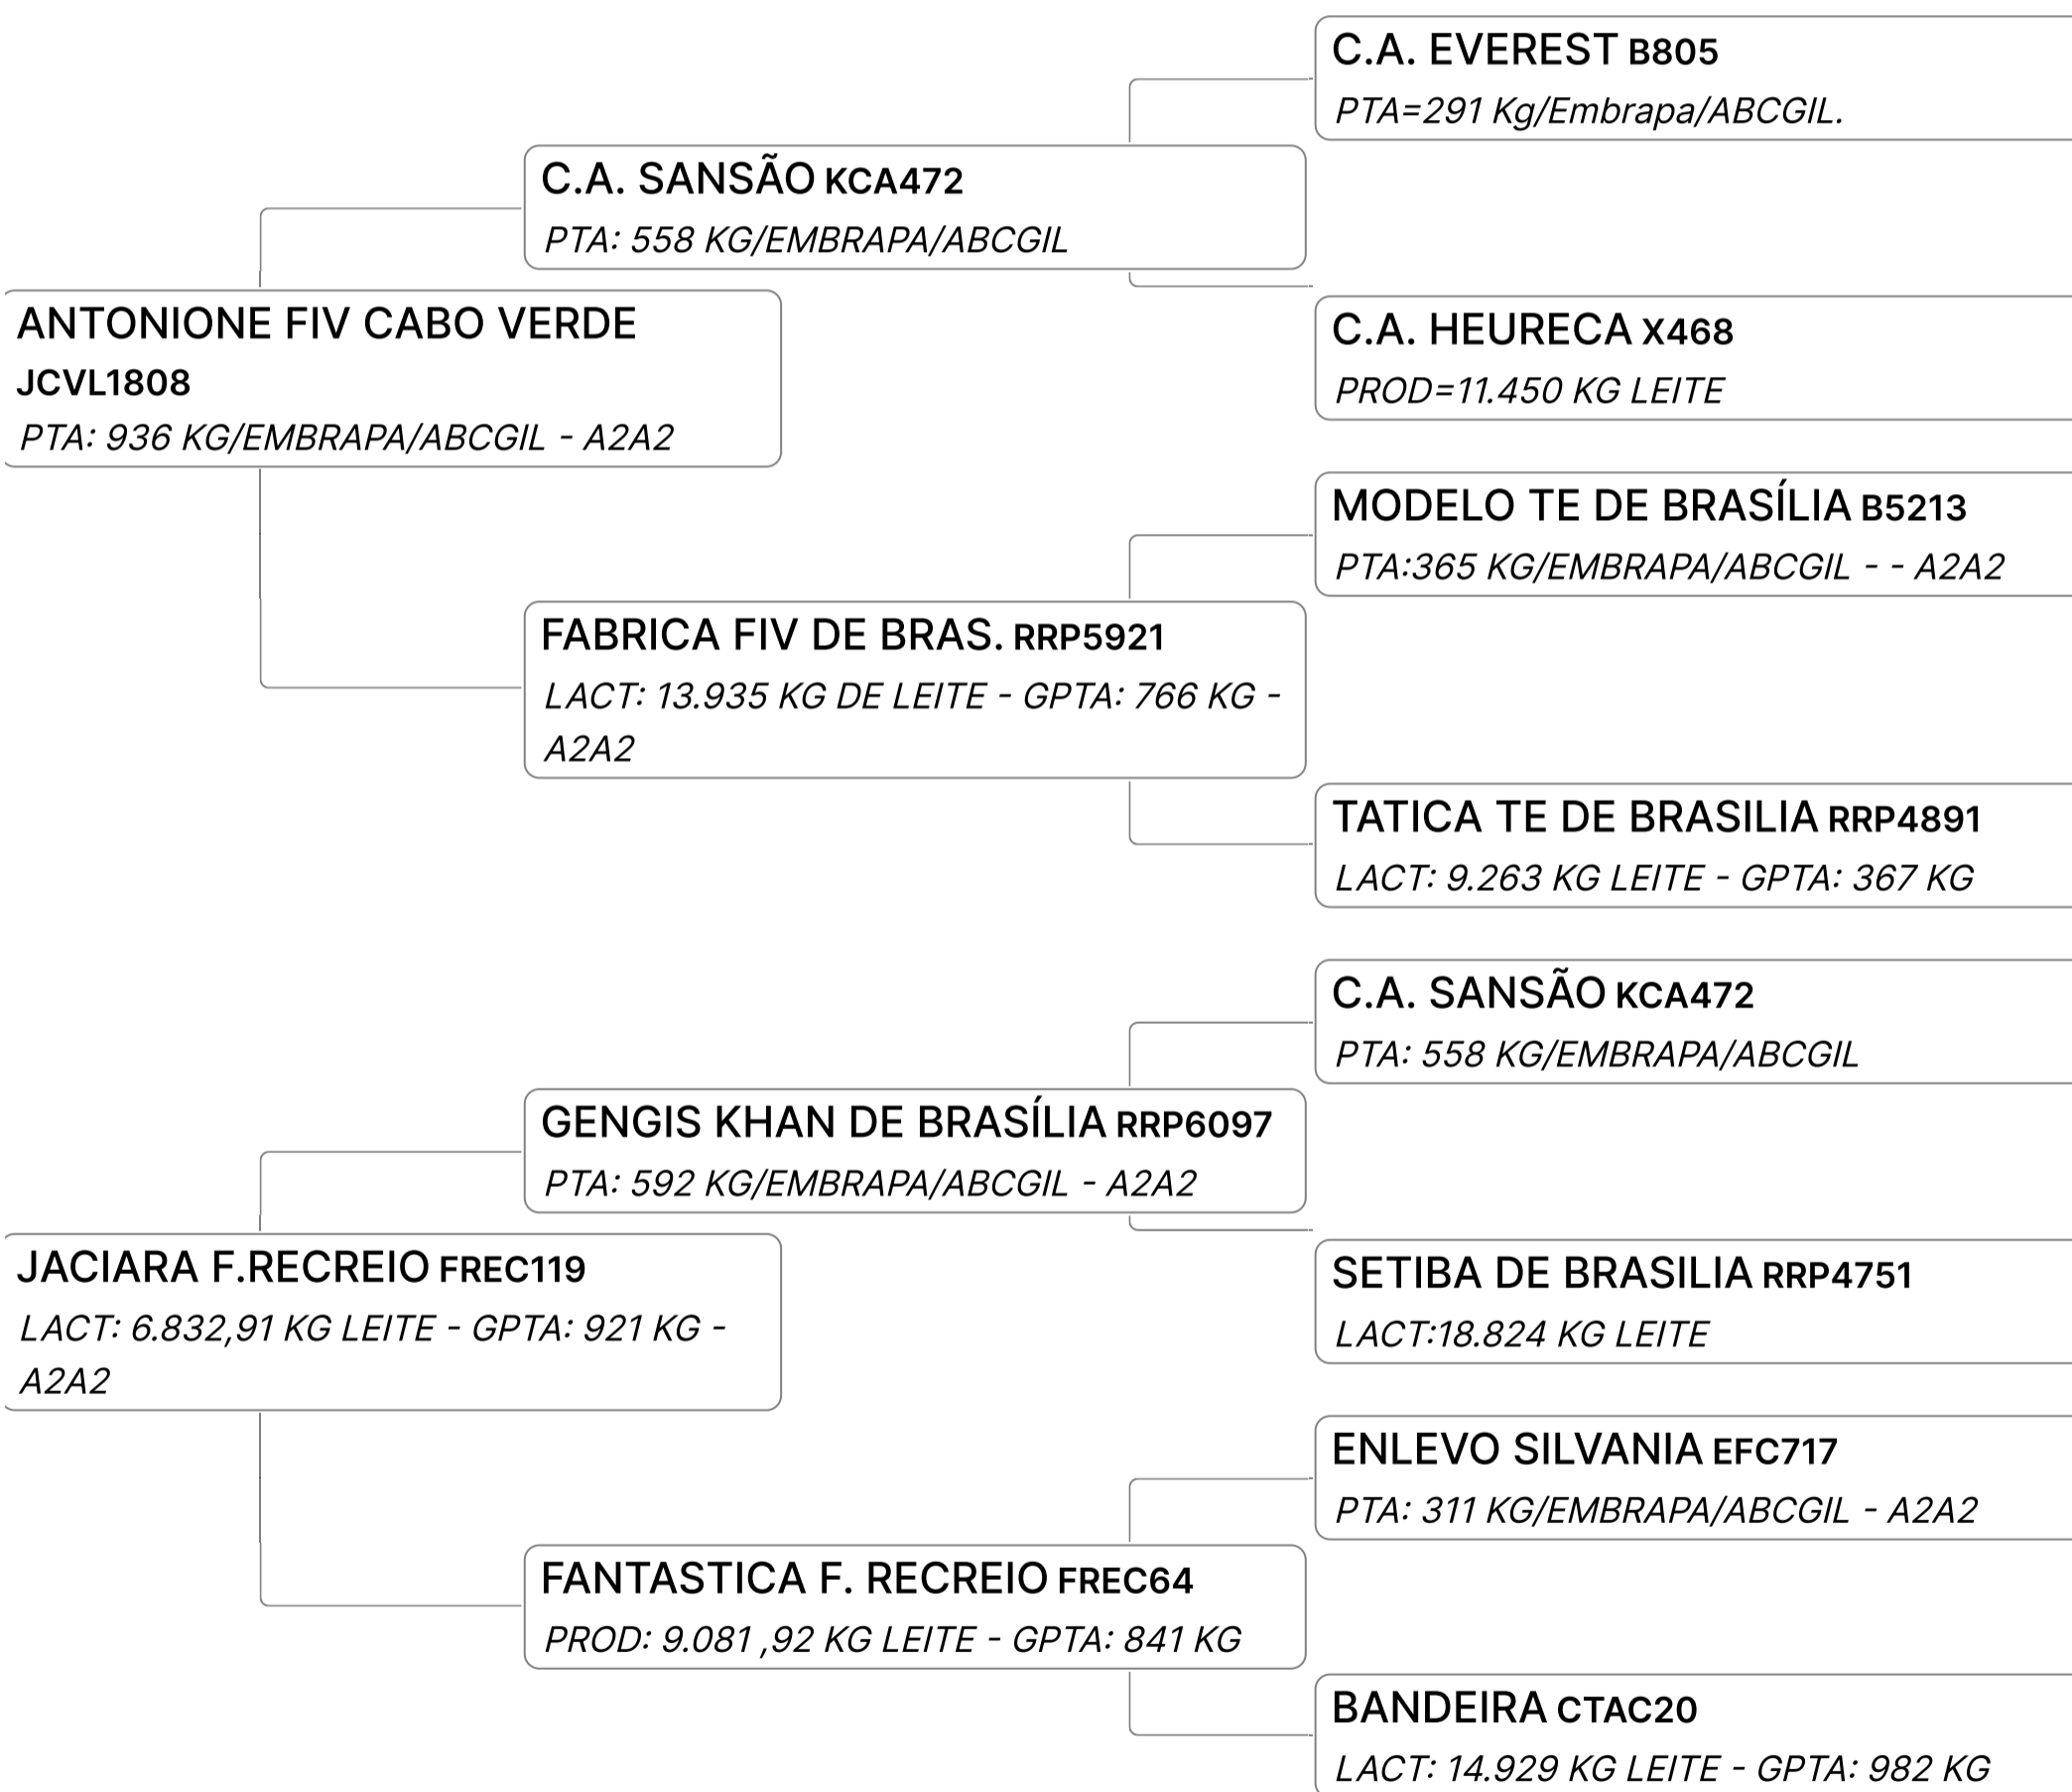 C.A. EVEREST B805
PTA=291 Kg/Embrapa/ABCGIL.
C.A. SANSÃO KCA472
PTA: 558 KG/EMBRAPA/ABCGIL
ANTONIONE FIV CABO VERDE
JCVL1808
PTA: 936 KG/EMBRAPA/ABCGIL - A2A2
C.A. HEURECA X468
PROD=11.450 KG LEITE
MODELO TE DE BRASÍLIA B5213
PTA:365 KG/EMBRAPA/ABCGIL - - A2A2
FABRICA FIV DE BRAS. RRP5921
LACT: 13.935 KG DE LEITE - GPTA: 766 KG -
A2A2
TATICA TE DE BRASILIA RRP4891
LACT: 9.263 KG LEITE - GPTA: 367 KG
C.A. SANSÃO KCA472
PTA: 558 KG/EMBRAPA/ABCGIL
GENGIS KHAN DE BRASÍLIA RRP6097
PTA: 592 KG/EMBRAPA/ABCGIL - A2A2
JACIARA F.RECREIO FREC119
LACT: 6.832,91 KG LEITE - GPTA: 921 KG -
A2A2
SETIBA DE BRASILIA RRP4751
LACT:18.824 KG LEITE
ENLEVO SILVANIA EFC717
PTA: 311 KG/EMBRAPA/ABCGIL - A2A2
FANTASTICA F. RECREIO FREC64
PROD: 9.081 ,92 KG LEITE - GPTA: 841 KG
BANDEIRA CTAC20
LACT: 14.929 KG LEITE - GPTA: 982 KG